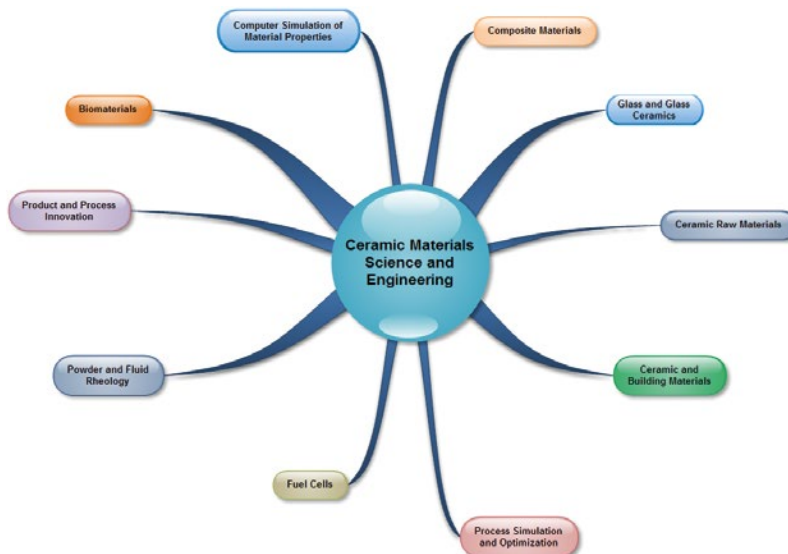 Computer Simulation of
Material Properties
Composite Materials
Biomaterials
Glass and Glass
Ceramics
Product and Process
Innovation
Ceramic Raw Materials
Ceramic Materials
Science and
Engineering
Powder and Fluid
Rheology
Ceramic and
Building Materials
Fuel Cells
Process Simulation
and Optimization